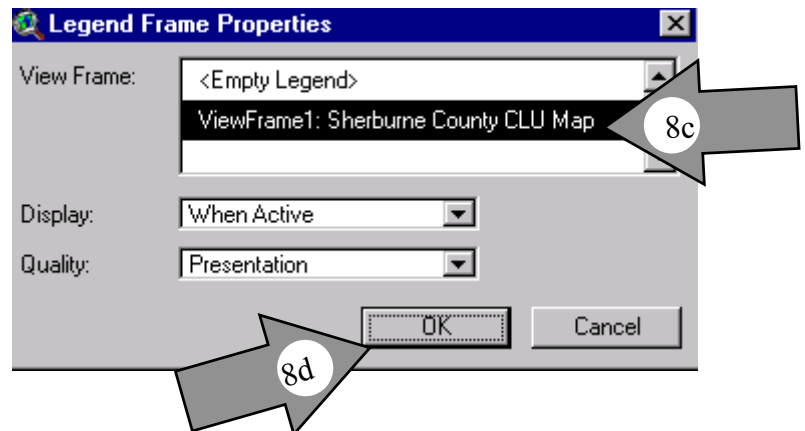 Legend Frame Properties
View Frame:
<Empty Legend>
ViewFrame1: Sherburne County CLU Map
8c
Display:
When Active
Quality:
Presentation
OK
Cancel
8d